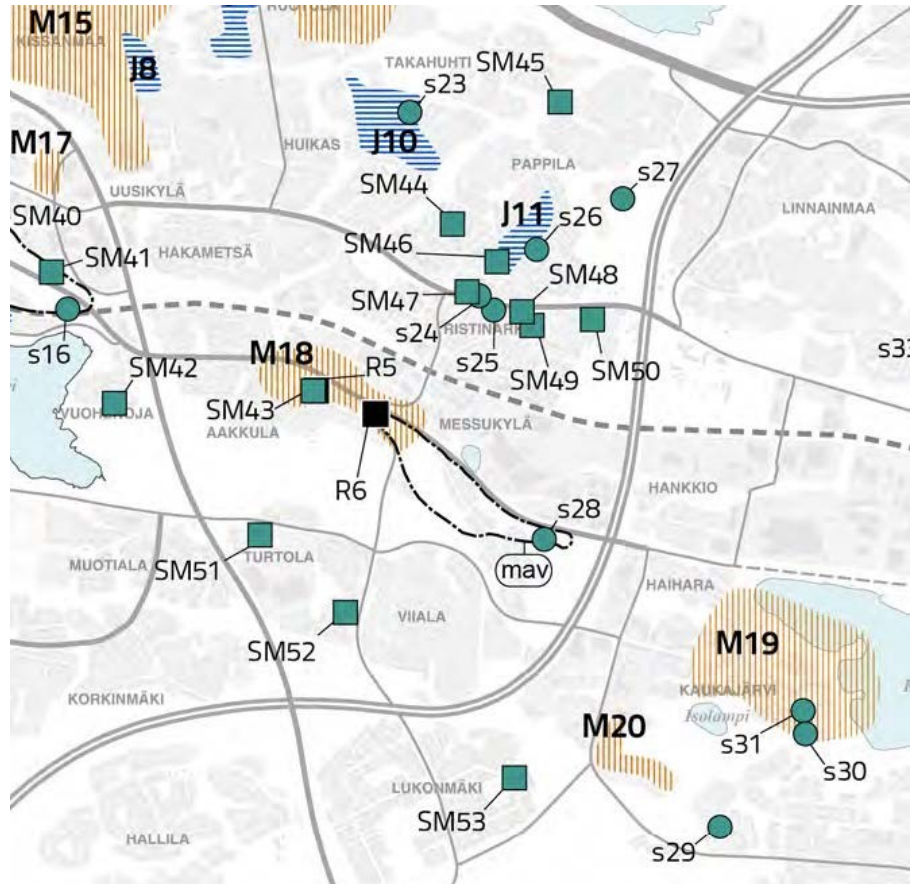 M15
KISSANMAA
J8
TAKAHUHTI
SM45
s23
M17
HUIKAS
J10
PAPPILA
s27
UUSIKYLÄ
SM44
J11
s26
LINNAINMAA
SM40
SM41
HAKAMETSÄ
SM46
SM48
SM47
s24
s25
s16
SM42
M18
R5
SM49
SM50
s33
SM43
AAKKULA
MESSUKYLÄ
R6
HANKKIO
s28
mav
MUOTIALA
SM51
TURTOLA
HAIHARA
SM52
VIIALA
M19
KORKINMÄKI
KAUKAJÄRVI
Isolampi
M20
s31
s30
LUKONMÄKI
SM53
HALLILA
s29